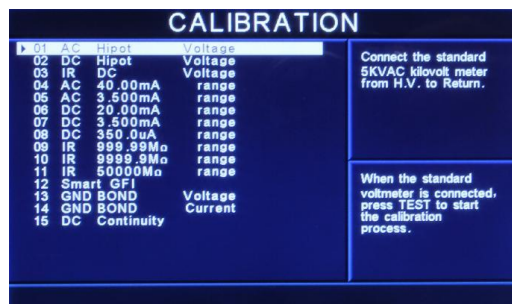 CALIBRATION
01 AC Hipot Voltage
02 DC Hipot Voltage
03 IR DC Voltage
04 AC 40.00mA range
05 AC 3.500mA range
06 DC 20.00mA range
07 DC 3.500mA range
08 DC 350.0uA range
09 IR 999.99MΩ range
10 IR 9999.9MΩ range
11 IR 50000MΩ range
12 Smart GFI
13 GND BOND Voltage
14 GND BOND Current
15 DC Continuity
Connect the standard
5KVAC kilovolt meter
from H.V. to Return.
When the standard
voltmeter is connected,
press TEST to start
the calibration
process.